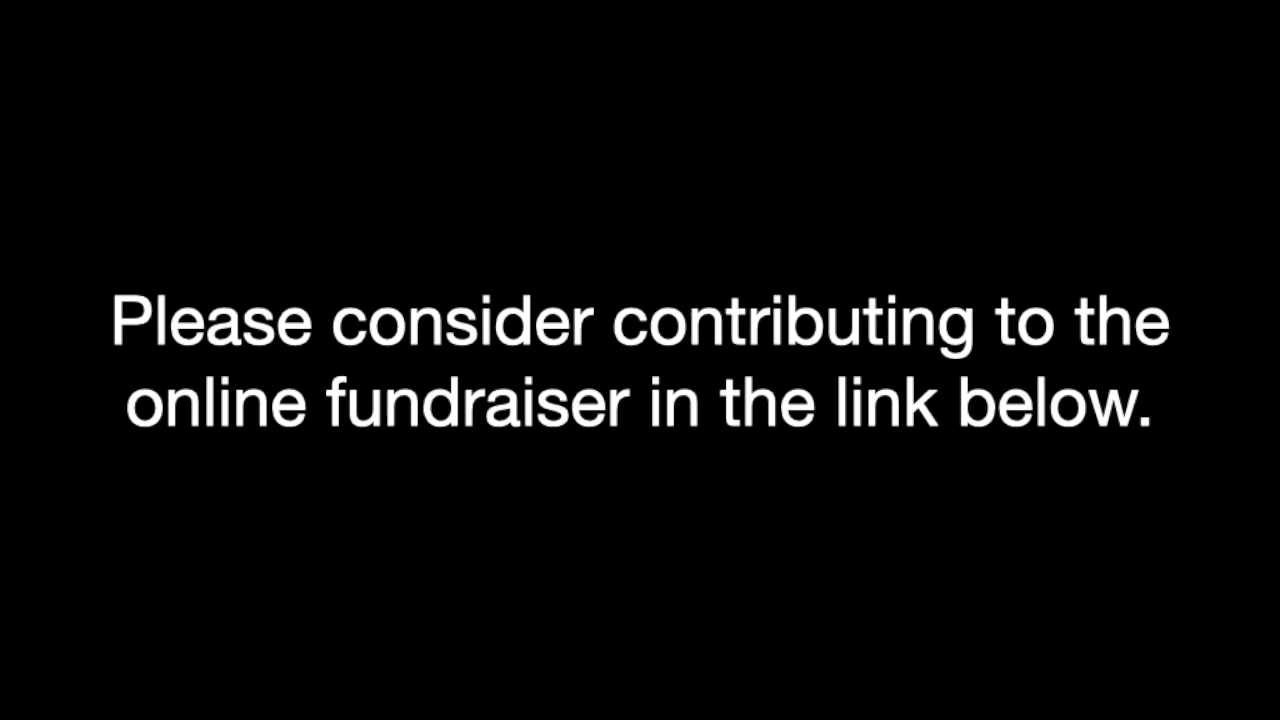 Please consider contributing to the
online fundraiser in the link below.